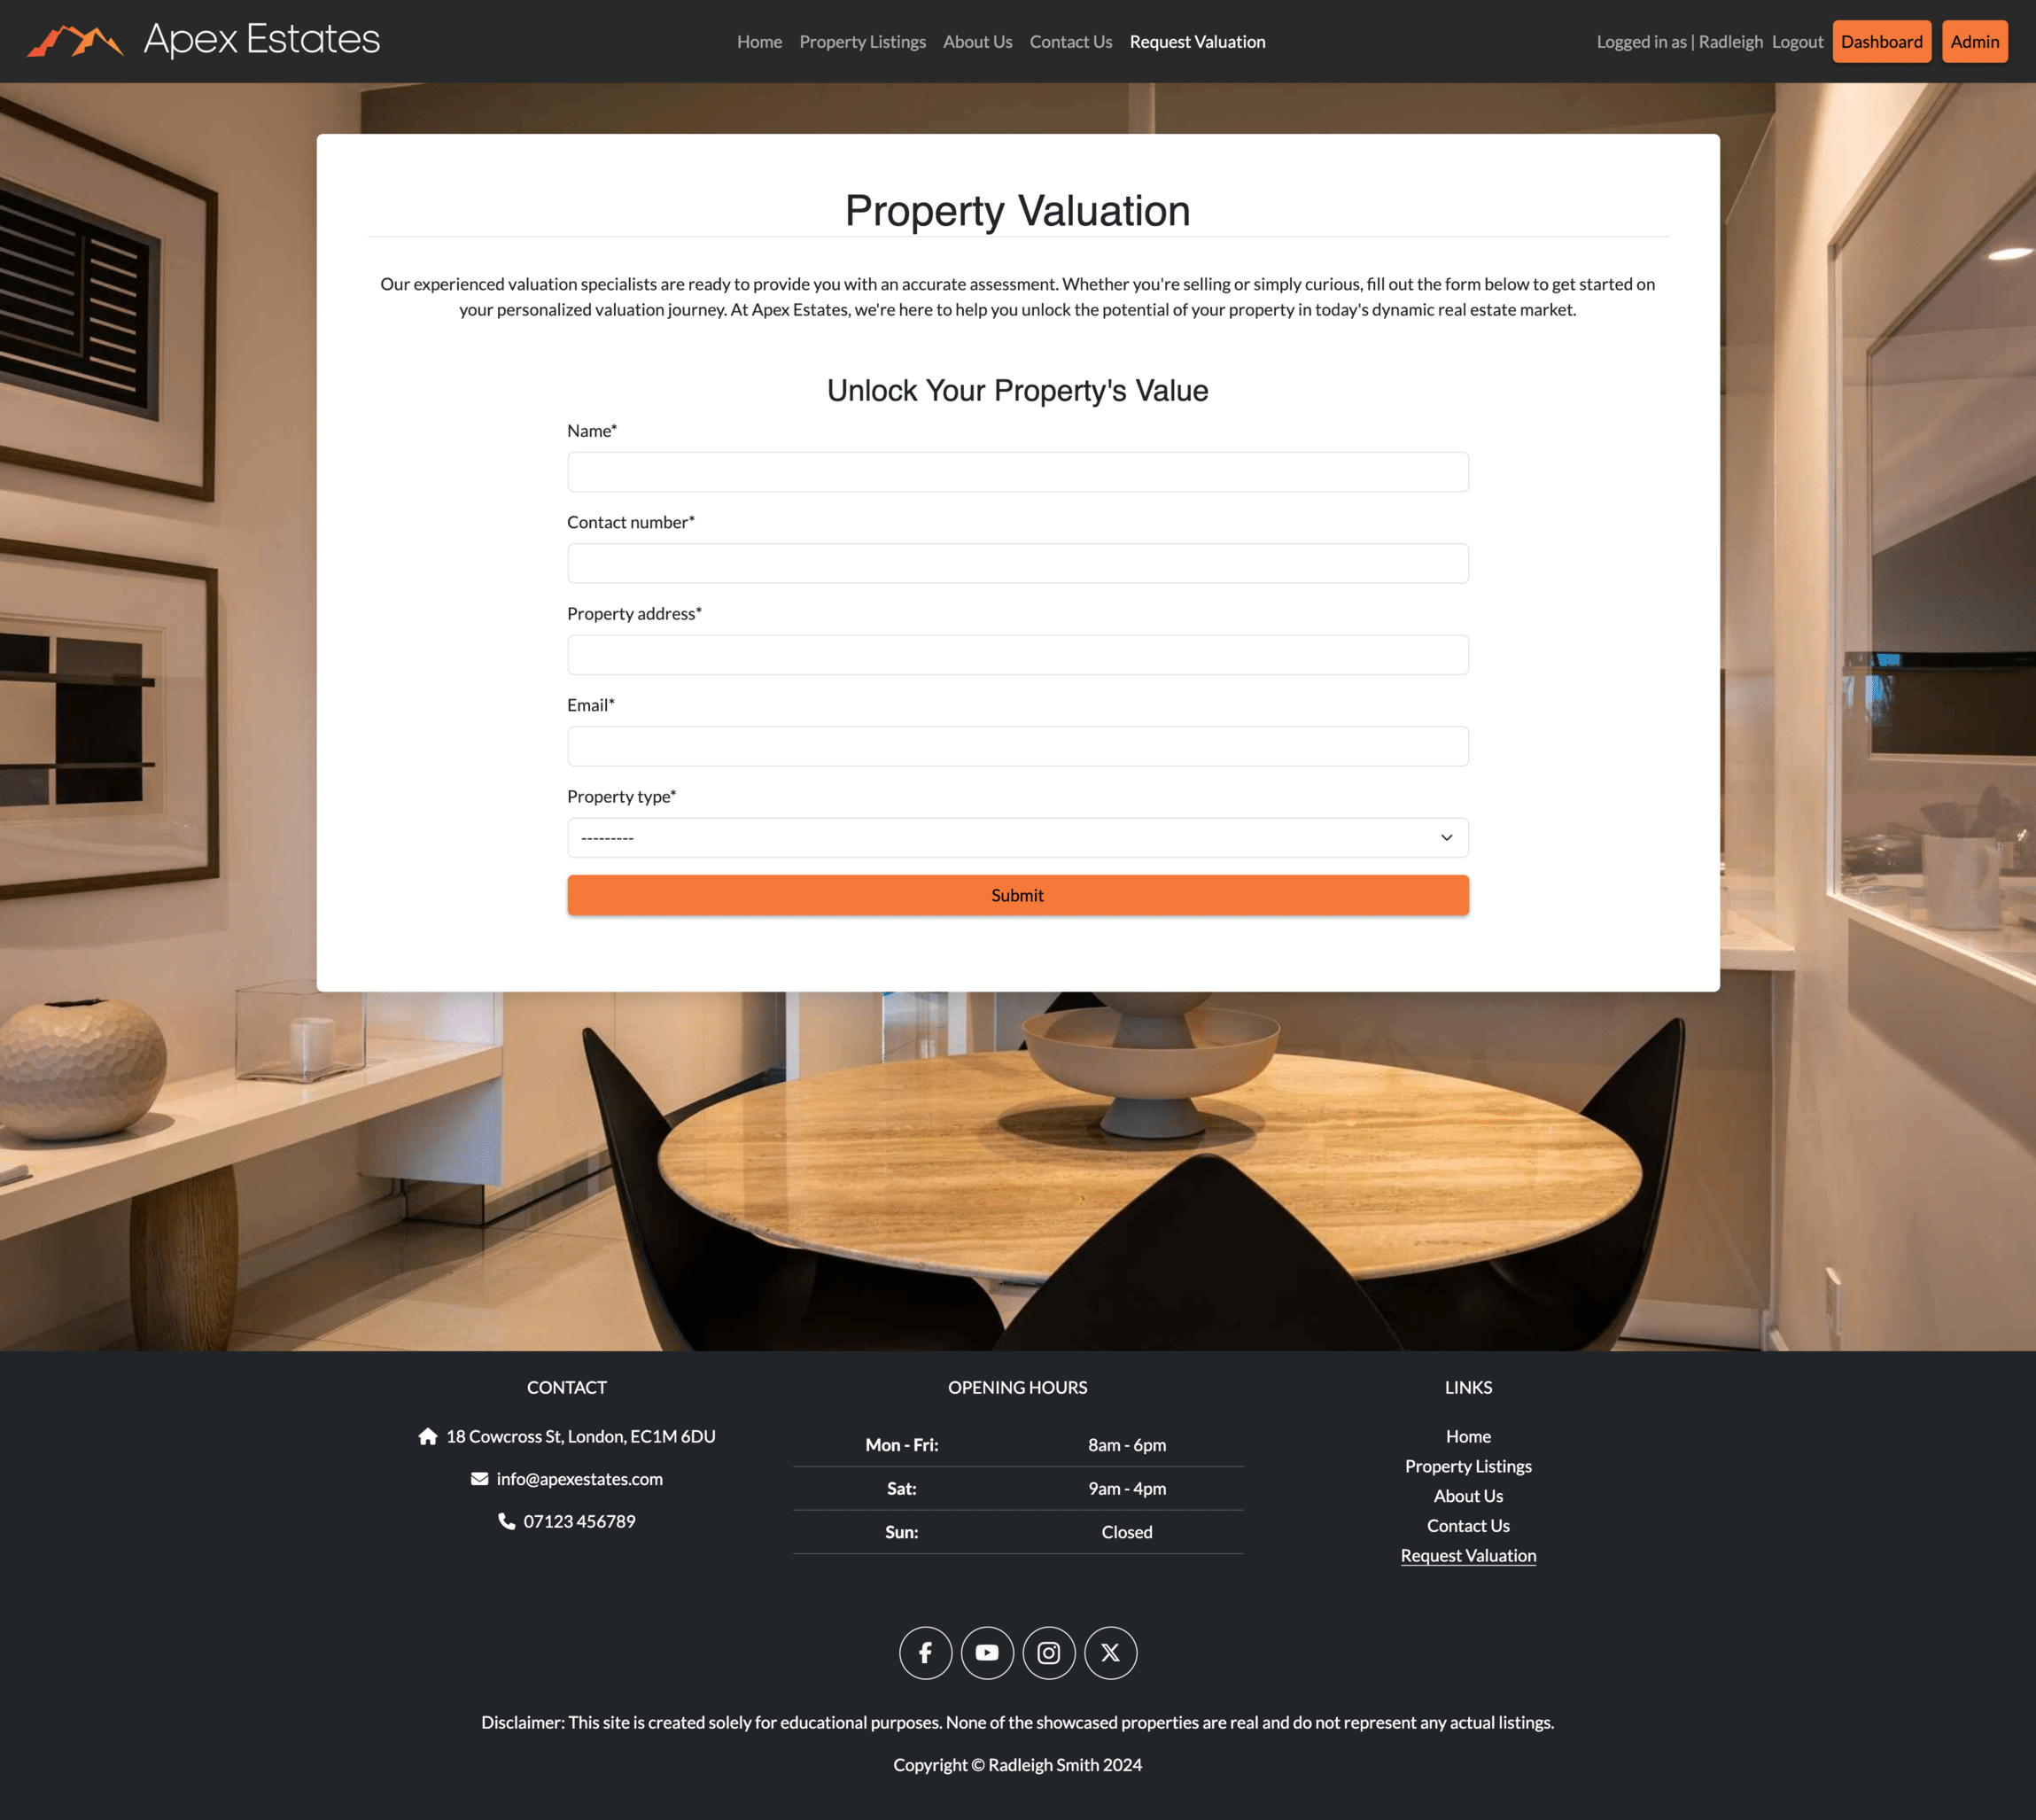 Apex Estates
Home Property Listings About Us Contact Us Request Valuation
Logged in as | Radleigh Logout Dashboard Admin
Property Valuation
Our experienced valuation specialists are ready to provide you with an accurate assessment. Whether you're selling or simply curious, fill out the form below to get started on
your personalized valuation journey. At Apex Estates, we're here to help you unlock the potential of your property in today's dynamic real estate market.
Unlock Your Property's Value
Name*
Contact number*
Property address*
Email*
Property type*
---------
Submit
CONTACT
18 Cowcross St, London, EC1M 6DU
info@apexestates.com
07123 456789
OPENING HOURS
Mon - Fri: 8am - 6pm
Sat: 9am - 4pm
Sun: Closed
LINKS
Home
Property Listings
About Us
Contact Us
Request Valuation
Disclaimer: This site is created solely for educational purposes. None of the showcased properties are real and do not represent any actual listings.
Copyright © Radleigh Smith 2024